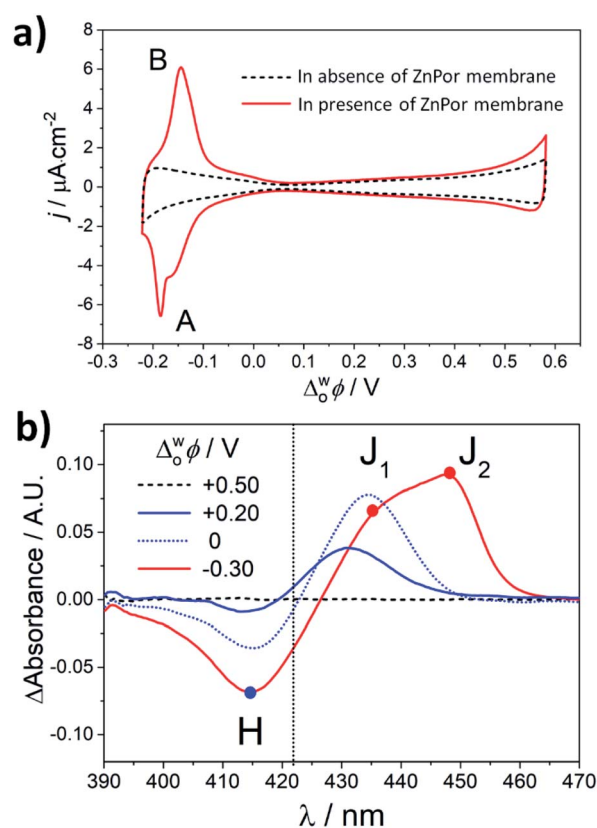 a)
B
In absence of ZnPor membrane
In presence of ZnPor membrane
A
j / μA.cm⁻²
8
6
4
2
0
-2
-4
-6
-8
-0.3 -0.2 -0.1 0.0 0.1 0.2 0.3 0.4 0.5 0.6
Δ_o^w ϕ / V
b)
Δ_o^w ϕ / V
+0.50
+0.20
0
-0.30
J₁ J₂
H
ΔAbsorbance / A.U.
0.10
0.05
0.00
-0.05
-0.10
390 400 410 420 430 440 450 460 470
λ / nm